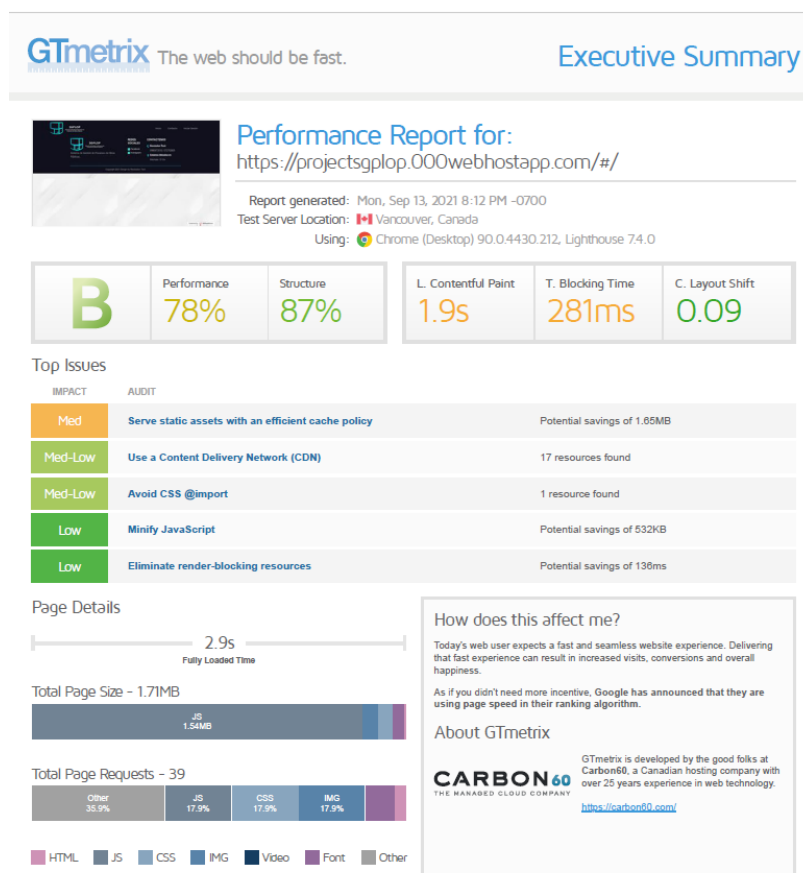 GTmetrix The web should be fast.
Executive Summary
Performance Report for:
https://projectsgplop.000webhostapp.com/#/
Report generated: Mon, Sep 13, 2021 8:12 PM -0700
Test Server Location: Vancouver, Canada
Using: Chrome (Desktop) 90.0.4430.212, Lighthouse 7.4.0
B
Performance
78%
Structure
87%
L. Contentful Paint
1.9s
T. Blocking Time
281ms
C. Layout Shift
0.09
Top Issues
IMPACT AUDIT
Med Serve static assets with an efficient cache policy Potential savings of 1.65MB
Med-Low Use a Content Delivery Network (CDN) 17 resources found
Med-Low Avoid CSS @import 1 resource found
Low Minify JavaScript Potential savings of 532KB
Low Eliminate render-blocking resources Potential savings of 136ms
Page Details
2.9s
Fully Loaded Time
Total Page Size - 1.71MB
JS
1.54MB
Total Page Requests - 39
Other
35.9%
JS
17.9%
CSS
17.9%
IMG
17.9%
HTML JS CSS IMG Video Font Other
How does this affect me?
Today's web user expects a fast and seamless website experience. Delivering
that fast experience can result in increased visits, conversions and overall
happiness.
As if you didn't need more incentive, Google has announced that they are
using page speed in their ranking algorithm.
About GTmetrix
CARBON60
THE MANAGED CLOUD COMPANY
GTmetrix is developed by the good folks at
Carbon60, a Canadian hosting company with
over 25 years experience in web technology.
https://carbon60.com/